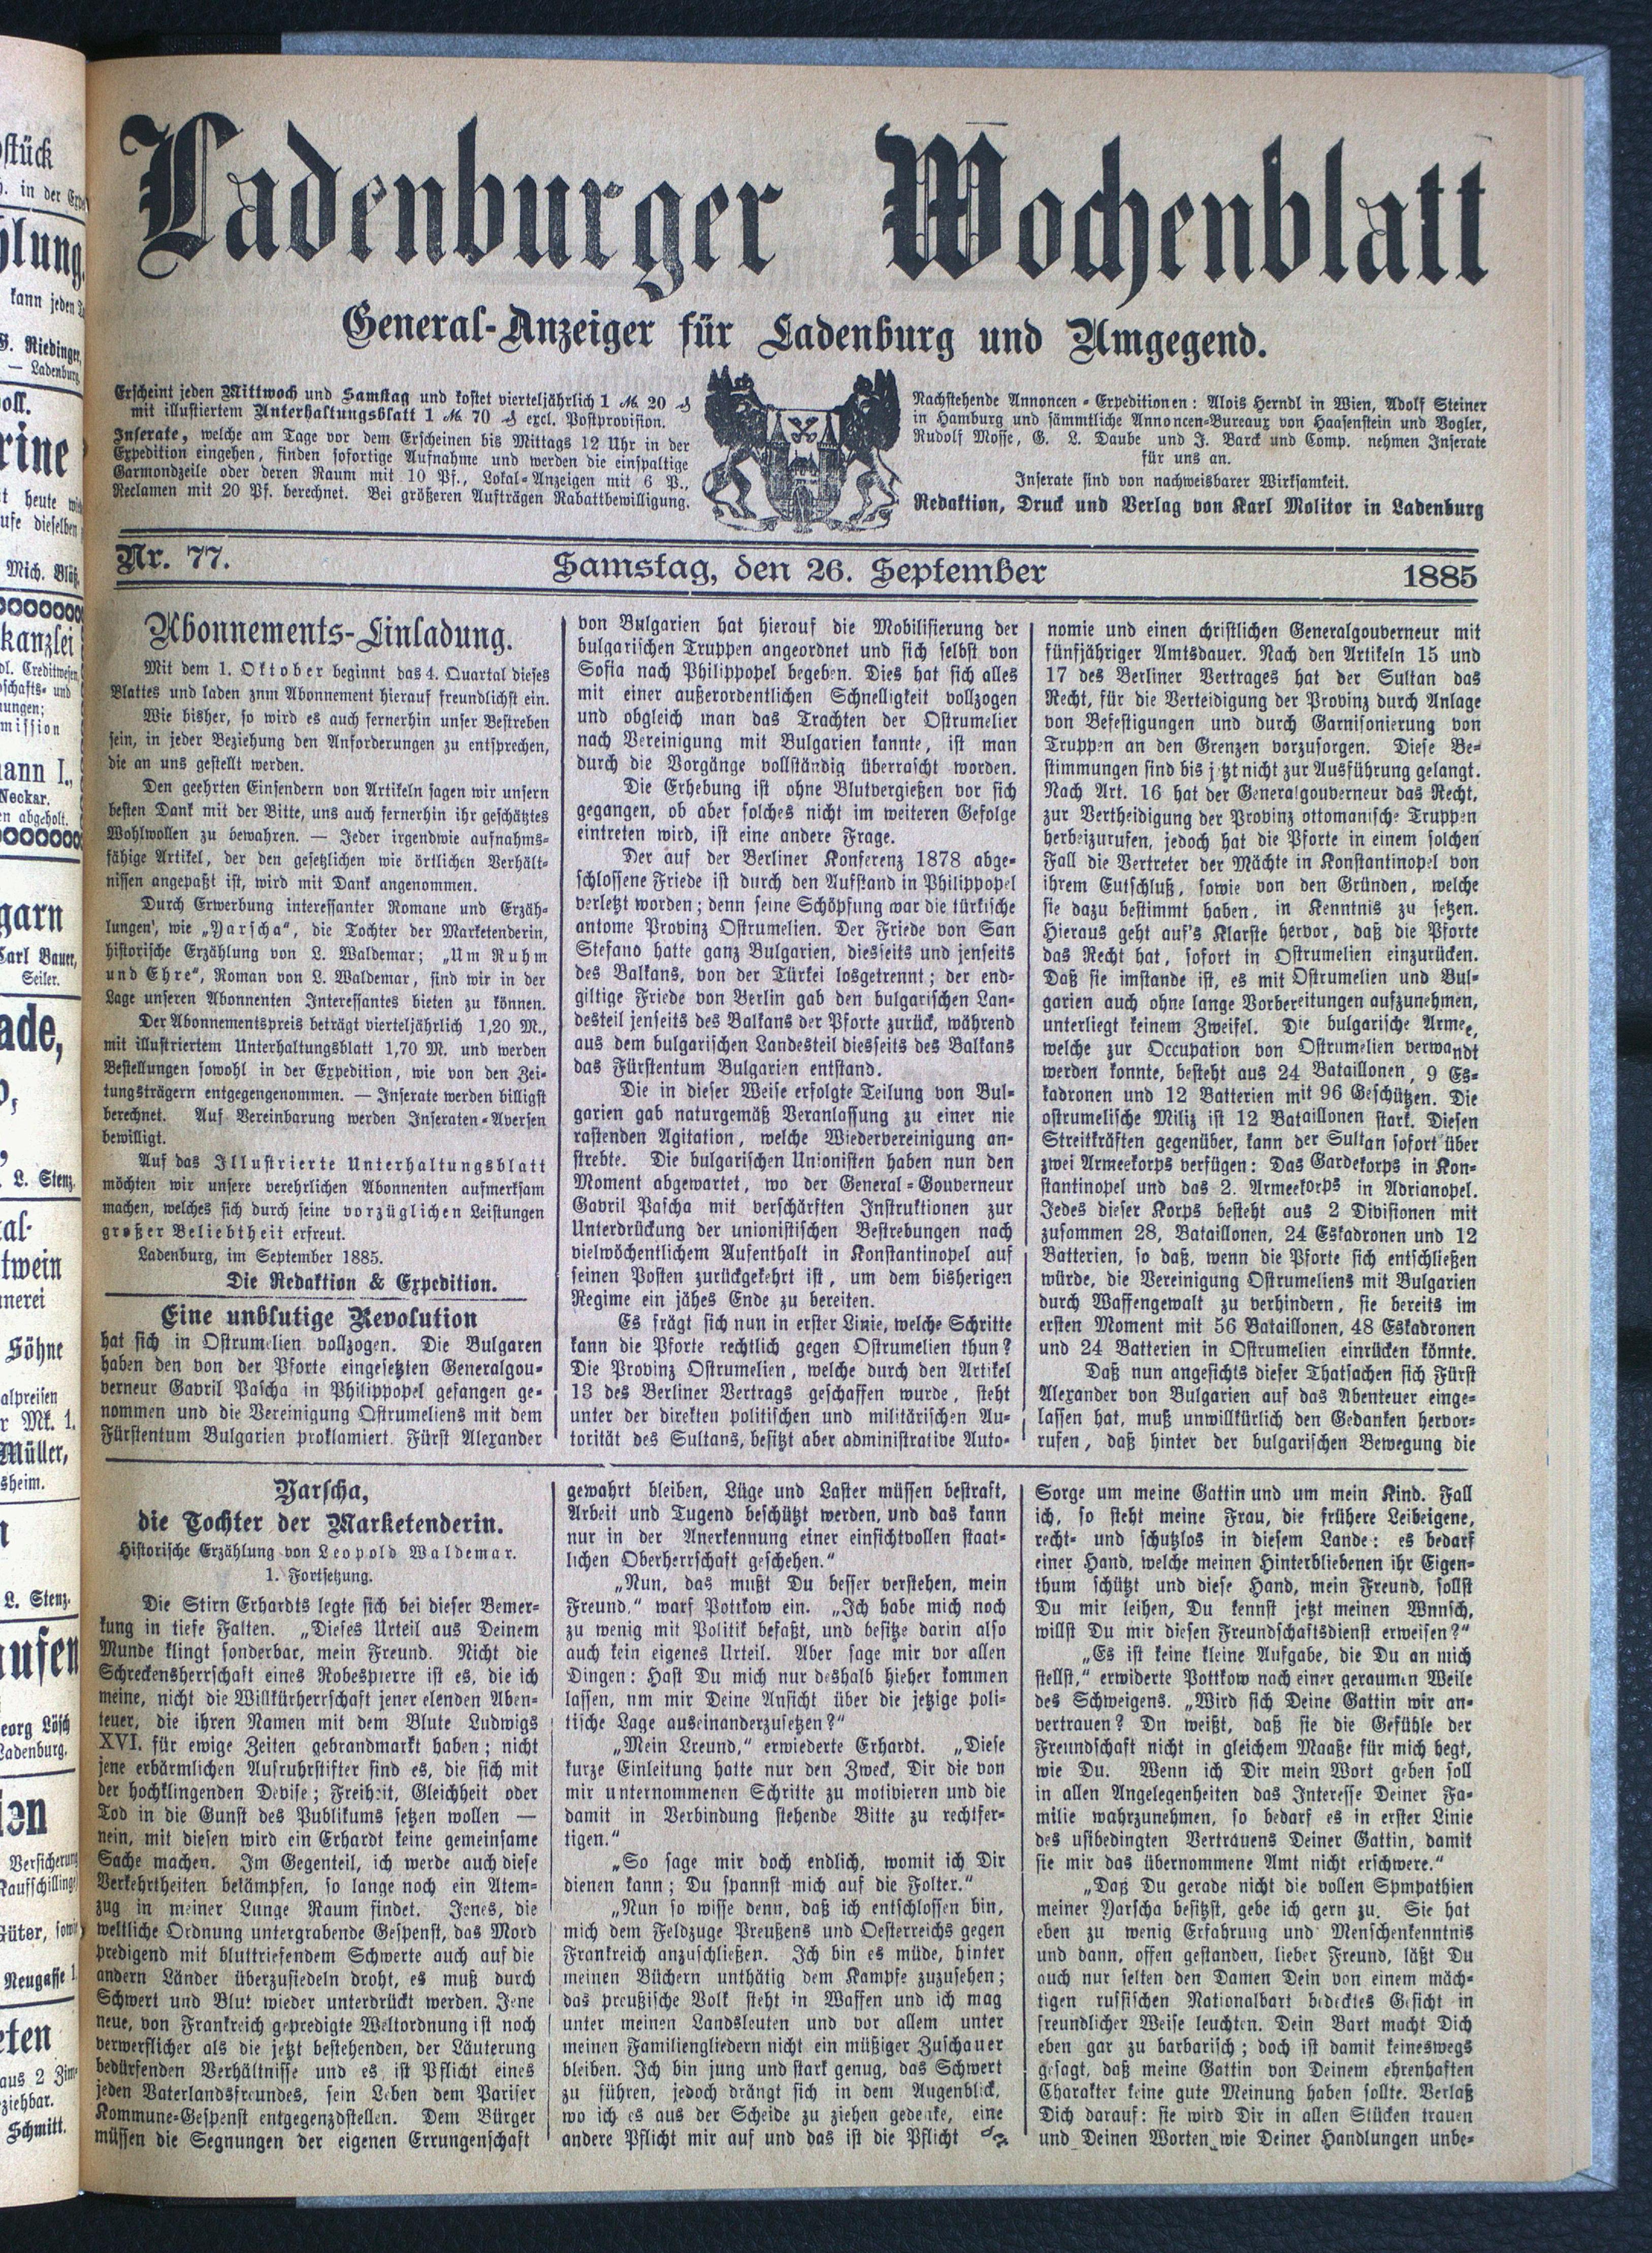 Ladenburger Wochenblatt
General-Anzeiger für Ladenburg und Umgegend.
Erscheint jeden Mittwoch und Samstag und kostet vierteljährlich 1 ℳ 20 ₰
mit illustiertem Unterhaltungsblatt 1 ℳ 70 ₰ excl. Postprovision.
Inserate, welche am Tage vor dem Erscheinen bis Mittags 12 Uhr in der
Expedition eingehen, finden sofortige Aufnahme und werden die einspaltige
Garmondzeile oder deren Raum mit 10 Pf., Lokal-Anzeigen mit 6 P.,
Reclamen mit 20 Pf. berechnet. Bei größeren Aufträgen Rabattbewilligung.
Nachstehende Annoncen-Expeditionen: Alois Herndl in Wien, Adolf Steiner
in Hamburg und sämmtliche Annoncen-Bureaux von Haasenstein und Vogler,
Rudolf Mosse, G. L. Daube und J. Barck und Comp. nehmen Inserate
für uns an.
Inserate sind von nachweisbarer Wirksamkeit.
Redaktion, Druck und Verlag von Karl Molitor in Ladenburg
Nr. 77. Samstag, den 26. September 1885
Abonnements-Einladung.
Mit dem 1. Oktober beginnt das 4. Quartal dieses
Blattes und laden znm Abonnement hierauf freundlichst ein.
Wie bisher, so wird es auch fernerhin unser Bestreben
sein, in jeder Beziehung den Anforderungen zu entsprechen,
die an uns gestellt werden.
Den geehrten Einsendern von Artikeln sagen wir unsern
besten Dank mit der Bitte, uns auch fernerhin ihr geschätztes
Wohlwollen zu bewahren. — Jeder irgendwie aufnahms-
fähige Artikel, der den gesetzlichen wie örtlichen Verhält-
nissen angepaßt ist, wird mit Dank angenommen.
Durch Erwerbung interessanter Romane und Erzäh-
lungen', wie „Yarscha“, die Tochter der Marketenderin,
historische Erzählung von L. Waldemar; „Um Ruhm
und Ehre“, Roman von L. Waldemar, sind wir in der
Lage unseren Abonnenten Interessantes bieten zu können.
Der Abonnementspreis beträgt vierteljährlich 1,20 M.,
mit illustriertem Unterhaltungsblatt 1,70 M. und werden
Bestellungen sowohl in der Expedition, wie von den Zei-
tungsträgern entgegengenommen. — Inserate werden billigst
berechnet. Auf Vereinbarung werden Inseraten-Aversen
bewilligt.
Auf das Illustrierte Unterhaltungsblatt
möchten wir unsere verehrlichen Abonnenten aufmerksam
machen, welches sich durch seine vorzüglichen Leistungen
großer Beliebtheit erfreut.
Ladenburg, im September 1885.
Die Redaktion & Expedition.
Eine unblutige Revolution
hat sich in Ostrumelien vollzogen. Die Bulgaren
haben den von der Pforte eingesetzten Generalgou-
verneur Gavril Pascha in Philippopel gefangen ge-
nommen und die Vereinigung Ostrumeliens mit dem
Fürstentum Bulgarien proklamiert. Fürst Alexander
von Bulgarien hat hierauf die Mobilisierung der
bulgarischen Truppen angeordnet und sich selbst von
Sofia nach Philippopel begeben. Dies hat sich alles
mit einer außerordentlichen Schnelligkeit vollzogen
und obgleich man das Trachten der Ostrumelier
nach Vereinigung mit Bulgarien kannte, ist man
durch die Vorgänge vollständig überrascht worden.
Die Erhebung ist ohne Blutvergießen vor sich
gegangen, ob aber solches nicht im weiteren Gefolge
eintreten wird, ist eine andere Frage.
Der auf der Berliner Konferenz 1878 abge-
schlossene Friede ist durch den Aufstand in Philippopel
verletzt worden; denn seine Schöpfung war die türkische
antome Provinz Ostrumelien. Der Friede von San
Stefano hatte ganz Bulgarien, diesseits und jenseits
des Balkans, von der Türkei losgetrennt; der end-
giltige Friede von Berlin gab den bulgarischen Lan-
desteil jenseits des Balkans der Pforte zurück, während
aus dem bulgarischen Landesteil diesseits des Balkans
das Fürstentum Bulgarien entstand.
Die in dieser Weise erfolgte Teilung von Bul-
garien gab naturgemäß Veranlassung zu einer nie
rastenden Agitation, welche Wiedervereinigung an-
strebte. Die bulgarischen Unionisten haben nun den
Moment abgewartet, wo der General-Gouverneur
Gavril Pascha mit verschärften Instruktionen zur
Unterdrückung der unionistischen Bestrebungen nach
vielwöchentlichem Aufenthalt in Konstantinopel auf
seinen Posten zurückgekehrt ist, um dem bisherigen
Regime ein jähes Ende zu bereiten.
Es frägt sich nun in erster Linie, welche Schritte
kann die Pforte rechtlich gegen Ostrumelien thun?
Die Provinz Ostrumelien, welche durch den Artikel
13 des Berliner Vertrags geschaffen wurde, steht
unter der direkten politischen und militärischen Au-
torität des Sultans, besitzt aber administrative Auto-
nomie und einen christlichen Generalgouverneur mit
fünfjähriger Amtsdauer. Nach den Artikeln 15 und
17 des Berliner Vertrages hat der Sultan das
Recht, für die Verteidigung der Provinz durch Anlage
von Befestigungen und durch Garnisonierung von
Truppen an den Grenzen vorzusorgen. Diese Be-
stimmungen sind bis jetzt nicht zur Ausführung gelangt.
Nach Art. 16 hat der Generalgouverneur das Recht,
zur Vertheidigung der Provinz ottomanische Truppen
herbeizurufen, jedoch hat die Pforte in einem solchen
Fall die Vertreter der Mächte in Konstantinopel von
ihrem Eutschluß, sowie von den Gründen, welche
sie dazu bestimmt haben, in Kenntnis zu setzen.
Hieraus geht auf's Klarste hervor, daß die Pforte
das Recht hat, sofort in Ostrumelien einzurücken.
Daß sie imstande ist, es mit Ostrumelien und Bul-
garien auch ohne lange Vorbereitungen aufzunehmen,
unterliegt keinem Zweifel. Die bulgarische Armee,
welche zur Occupation von Ostrumelien verwandt
werden konnte, besteht aus 24 Bataillonen, 9 Es-
kadronen und 12 Batterien mit 96 Geschützen. Die
ostrumelische Miliz ist 12 Bataillonen stark. Diesen
Streitkräften gegenüber, kann der Sultan sofort über
zwei Armeekorps verfügen: Das Gardekorps in Kon-
stantinopel und das 2. Armeekorps in Adrianopel.
Jedes dieser Korps besteht aus 2 Divisionen mit
zusammen 28, Bataillonen, 24 Eskadronen und 12
Batterien, so daß, wenn die Pforte sich entschließen
würde, die Vereinigung Ostrumeliens mit Bulgarien
durch Waffengewalt zu verhindern, sie bereits im
ersten Moment mit 56 Bataillonen, 48 Eskadronen
und 24 Batterien in Ostrumelien einrücken könnte.
Daß nun angesichts dieser Thatsachen sich Fürst
Alexander von Bulgarien auf das Abenteuer einge-
lassen hat, muß unwillkürlich den Gedanken hervor-
rufen, daß hinter der bulgarischen Bewegung die
Yarscha,
die Tochter der Marketenderin.
Historische Erzählung von Leopold Waldemar.
1. Fortsetzung.
Die Stirn Erhardts legte sich bei dieser Bemer-
kung in tiefe Falten. „Dieses Urteil aus Deinem
Munde klingt sonderbar, mein Freund. Nicht die
Schreckensherrschaft eines Robespierre ist es, die ich
meine, nicht die Willkürherrschaft jener elenden Aben-
teuer, die ihren Namen mit dem Blute Ludwigs
XVI. für ewige Zeiten gebrandmarkt haben; nicht
jene erbärmlichen Aufruhrstifter sind es, die sich mit
der hochklingenden Devise; Freiheit, Gleichheit oder
Tod in die Gunst des Publikums setzen wollen —
nein, mit diesen wird ein Erhardt keine gemeinsame
Sache machen. Im Gegenteil, ich werde auch diese
Verkehrtheiten bekämpfen, so lange noch ein Atem-
zug in meiner Lunge Raum findet. Jenes, die
weltliche Ordnung untergrabende Gespenst, das Mord
predigend mit bluttriefendem Schwerte auch auf die
andern Länder überzusiedeln droht, es muß durch
Schwert und Blut wieder unterdrückt werden. Jene
neue, von Frankreich gepredigte Weltordnung ist noch
verwerflicher als die jetzt bestehenden, der Läuterung
bedürfenden Verhältnisse und es ist Pflicht eines
jeden Vaterlandsfreundes, sein Leben dem Pariser
Kommune-Gespenst entgegenzdstellen. Dem Bürger
müssen die Segnungen der eigenen Errungenschaft
gewahrt bleiben, Lüge und Laster müssen bestraft,
Arbeit und Tugend beschützt werden, und das kann
nur in der Anerkennung einer einsichtvollen staat-
lichen Oberherrschaft geschehen.“
„Nun, das mußt Du besser verstehen, mein
Freund,“ warf Pottkow ein. „Ich habe mich noch
zu wenig mit Politik befaßt, und besitze darin also
auch kein eigenes Urteil. Aber sage mir vor allen
Dingen: Hast Du mich nur deshalb hieher kommen
lassen, nm mir Deine Ansicht über die jetzige poli-
tische Lage auseinanderzusetzen?“
„Mein Lreund,“ erwiederte Erhardt. „Diese
kurze Einleitung hatte nur den Zweck, Dir die von
mir unternommenen Schritte zu motivieren und die
damit in Verbindung stehende Bitte zu rechtfer-
tigen.“
„So sage mir doch endlich, womit ich Dir
dienen kann; Du spannst mich auf die Folter.“
„Nun so wisse denn, daß ich entschlossen bin,
mich dem Feldzuge Preußens und Oesterreichs gegen
Frankreich anzuschließen. Ich bin es müde, hinter
meinen Büchern unthätig dem Kampfe zuzusehen;
das preußische Volk steht in Waffen und ich mag
unter meinen Landsleuten und vor allem unter
meinen Familiengliedern nicht ein müßiger Zuschauer
bleiben. Ich bin jung und stark genug, das Schwert
zu führen, jedoch drängt sich in dem Augenblick,
wo ich es aus der Scheide zu ziehen gedenke, eine
andere Pflicht mir auf und das ist die Pflicht der
Sorge um meine Gattin und um mein Kind. Fall
ich, so steht meine Frau, die frühere Leibeigene,
recht- und schutzlos in diesem Lande: es bedarf
einer Hand, welche meinen Hinterbliebenen ihr Eigen-
thum schützt und diese Hand, mein Freund, sollst
Du mir leihen, Du kennst jetzt meinen Wnnsch,
willst Du mir diesen Freundschaftsdienst erweisen?“
„Es ist keine kleine Aufgabe, die Du an mich
stellst,“ erwiderte Pottkow nach einer geraumen Weile
des Schweigens. „Wird sich Deine Gattin wir an-
vertrauen? Dn weißt, daß sie die Gefühle der
Freundschaft nicht in gleichem Maaße für mich hegt,
wie Du. Wenn ich Dir mein Wort geben soll
in allen Angelegenheiten das Interesse Deiner Fa-
milie wahrzunehmen, so bedarf es in erster Linie
des usibedingten Vertrauens Deiner Gattin, damit
sie mir das übernommene Amt nicht erschwere.“
„Daß Du gerade nicht die vollen Spmpathien
meiner Yarscha besitzst, gebe ich gern zu. Sie hat
eben zu wenig Erfahrung und Menschenkenntnis
und dann, offen gestanden, lieber Freund, läßt Du
auch nur selten den Damen Dein von einem mäch-
tigen russischen Nationalbart bedecktes Gesicht in
freundlicher Weise leuchten. Dein Bart macht Dich
eben gar zu barbarisch; doch ist damit keineswegs
gesagt, daß meine Gattin von Deinem ehrenhaften
Charakter keine gute Meinung haben sollte. Verlaß
Dich darauf: sie wird Dir in allen Stücken trauen
und Deinen Worten wie Deiner Handlungen unbe-